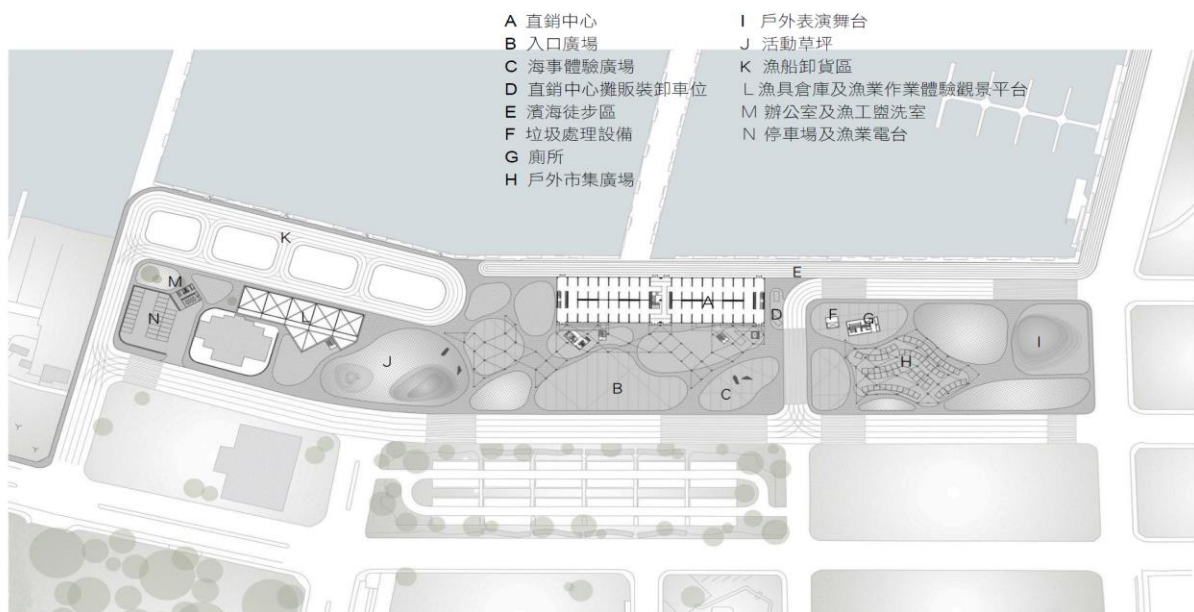 A 直銷中心
B 入口廣場
C 海事體驗廣場
D 直銷中心攤販裝卸車位
E 濱海徒步區
F 垃圾處理設備
G 廁所
H 戶外市集廣場
I 戶外表演舞台
J 活動草坪
K 漁船卸貨區
L 漁具倉庫及漁業作業體驗觀景平台
M 辦公室及漁工盥洗室
N 停車場及漁業電台
K
E
M
A
N
L
D
F
G
J
H
I
B
C